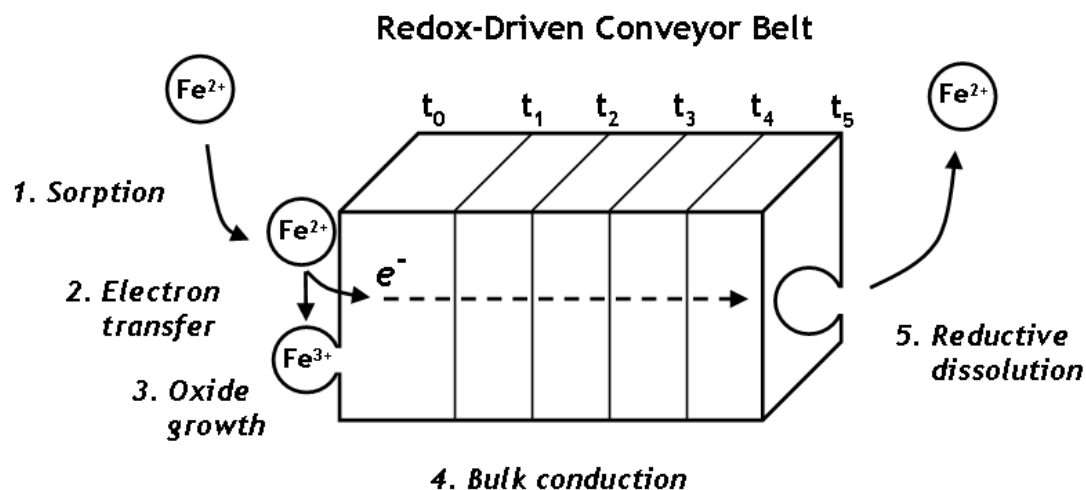 Redox-Driven Conveyor Belt
Fe²⁺
Fe²⁺
t₀ t₁ t₂ t₃ t₄ t₅
1. Sorption
Fe²⁺
e⁻
2. Electron
transfer
Fe³⁺
3. Oxide
growth
5. Reductive
dissolution
4. Bulk conduction